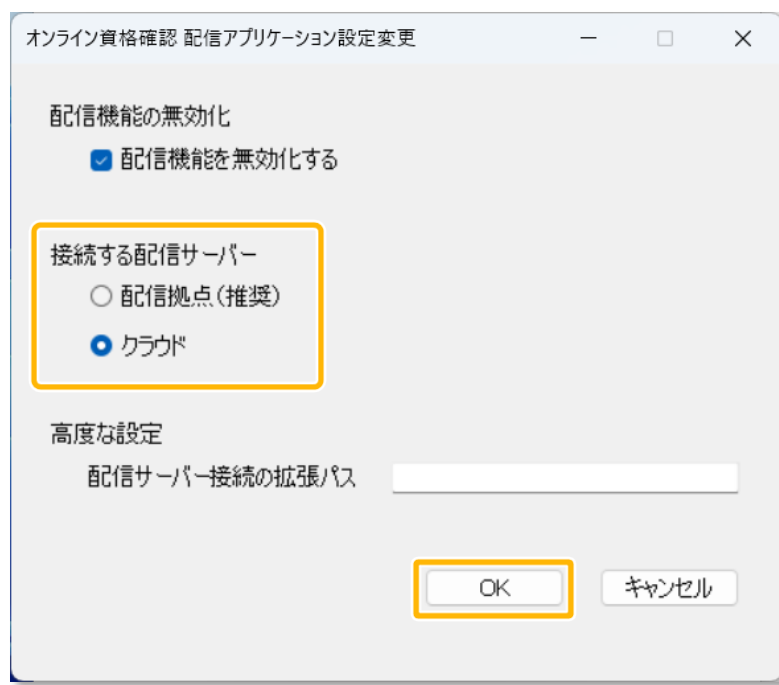 オンライン資格確認 配信アプリケーション設定変更
配信機能の無効化
配信機能を無効化する
接続する配信サーバー
配信拠点(推奨)
クラウド
高度な設定
配信サーバー接続の拡張パス
OK
キャンセル